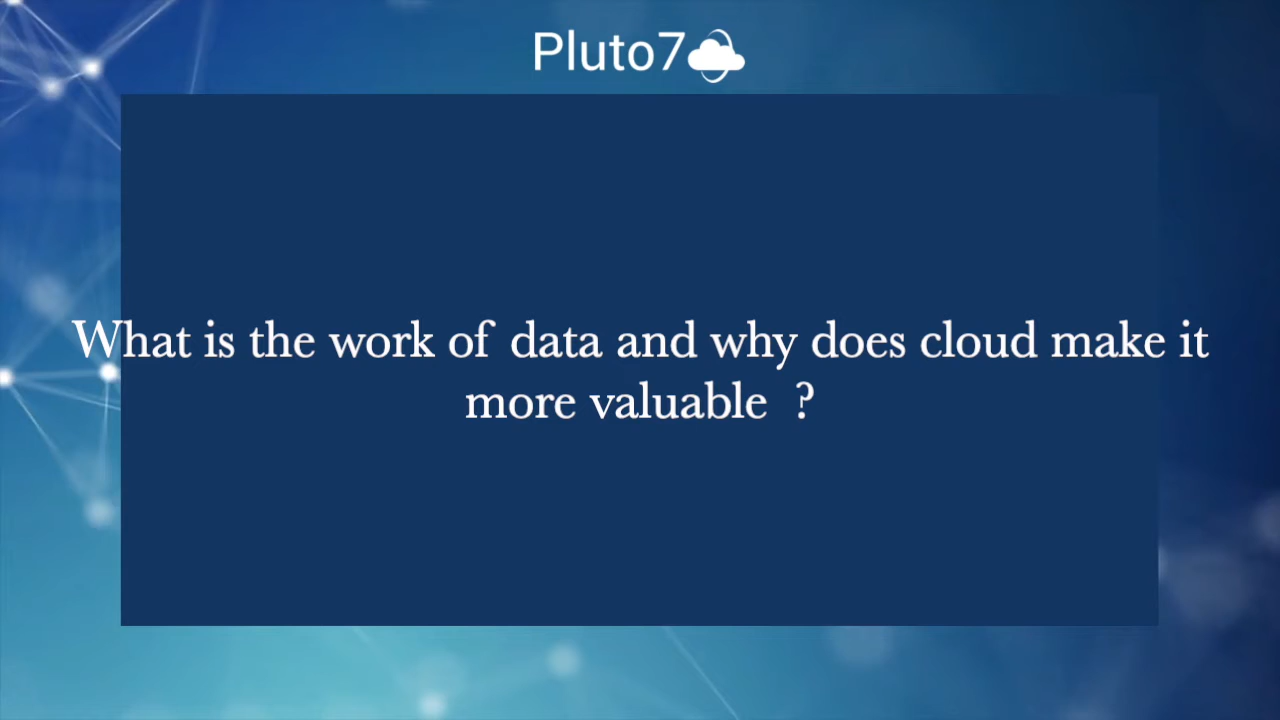 Pluto7
What is the work of data and why does cloud make it
more valuable ?